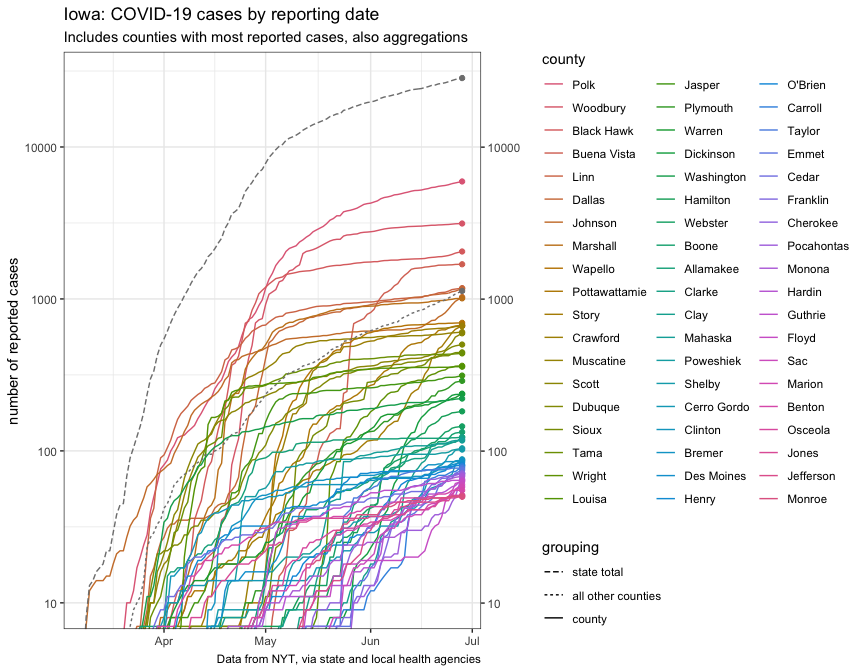 Iowa: COVID-19 cases by reporting date
Includes counties with most reported cases, also aggregations
number of reported cases
10000
1000
100
10
10000
1000
100
10
Apr
May
Jun
Jul
Data from NYT, via state and local health agencies
county
Polk
Woodbury
Black Hawk
Buena Vista
Linn
Dallas
Johnson
Marshall
Wapello
Pottawattamie
Story
Crawford
Muscatine
Scott
Dubuque
Sioux
Tama
Wright
Louisa
Jasper
Plymouth
Warren
Dickinson
Washington
Hamilton
Webster
Boone
Allamakee
Clarke
Clay
Mahaska
Poweshiek
Shelby
Cerro Gordo
Clinton
Bremer
Des Moines
Henry
O'Brien
Carroll
Taylor
Emmet
Cedar
Franklin
Cherokee
Pocahontas
Monona
Hardin
Guthrie
Floyd
Sac
Marion
Benton
Osceola
Jones
Jefferson
Monroe
grouping
state total
all other counties
county